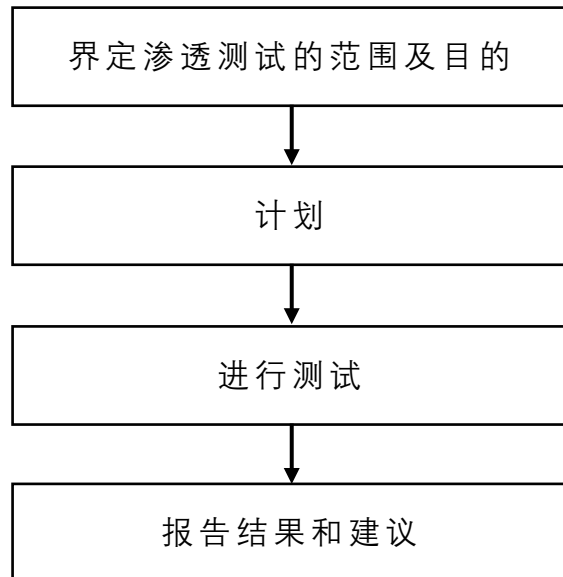 界定渗透测试的范围及目的
计划
进行测试
报告结果和建议